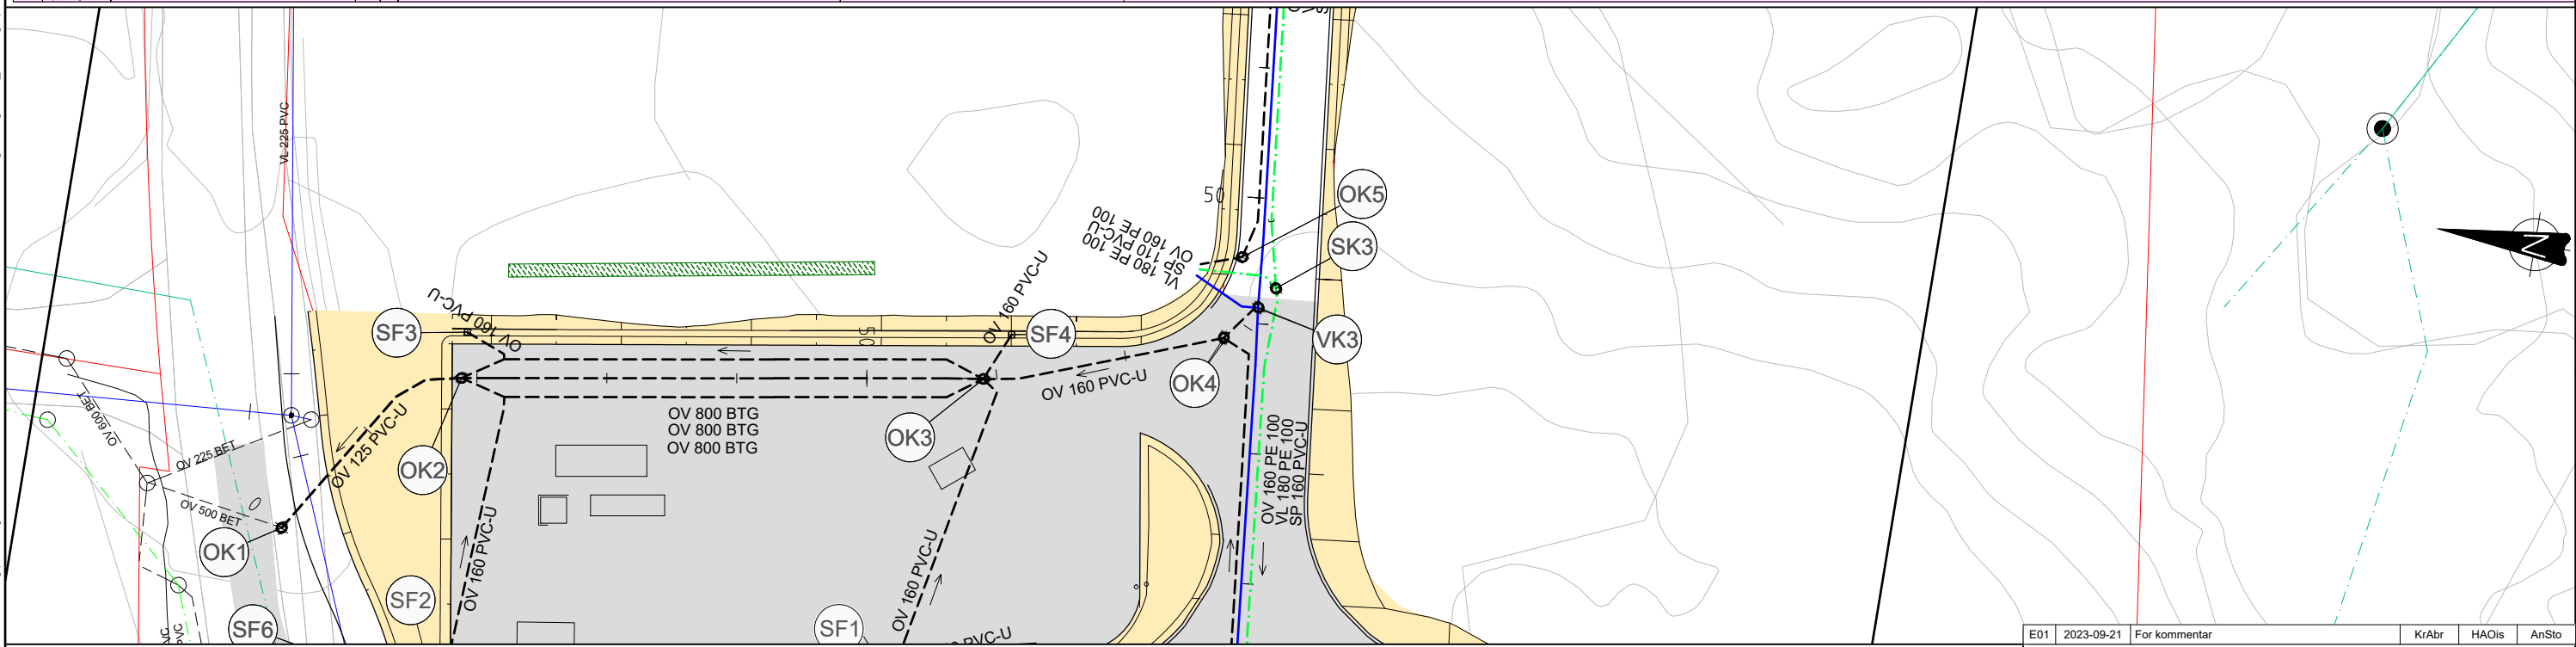 VL 225 PVC
50
OK5
SK3
VL 180 PE 100
SP 110 PVC-U
OV 160 PE 100
N
SF3
OV 160 PVC-U
50
OV 160 PVC-U
SF4
VK3
OK4
OV 160 PVC-U
OV 600 BET
OV 225 BET
OV 500 BET
OV 125 PVC-U
OK2
OV 800 BTG
OV 800 BTG
OV 800 BTG
OK3
OV 160 PE 100
VL 180 PE 100
SP 160 PVC-U
OK1
OV 160 PVC-U
OV 160 PVC-U
SF2
SF6
SF1
PVC-U
E01 2023-09-21 For kommentar KrAbr HAOis AnSto